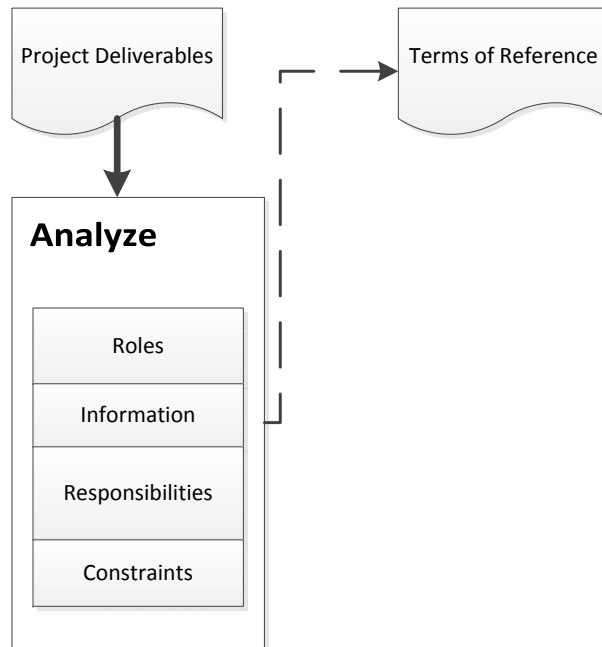 Project Deliverables
Terms of Reference
Analyze
Roles
Information
Responsibilities
Constraints